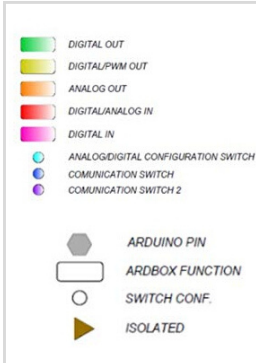 DIGITAL OUT
DIGITAL/PWM OUT
ANALOG OUT
DIGITAL/ANALOG IN
DIGITAL IN
ANALOG/DIGITAL CONFIGURATION SWITCH
COMUNICATION SWITCH
COMUNICATION SWITCH 2
ARDUINO PIN
ARDBOX FUNCTION
SWITCH CONF.
ISOLATED